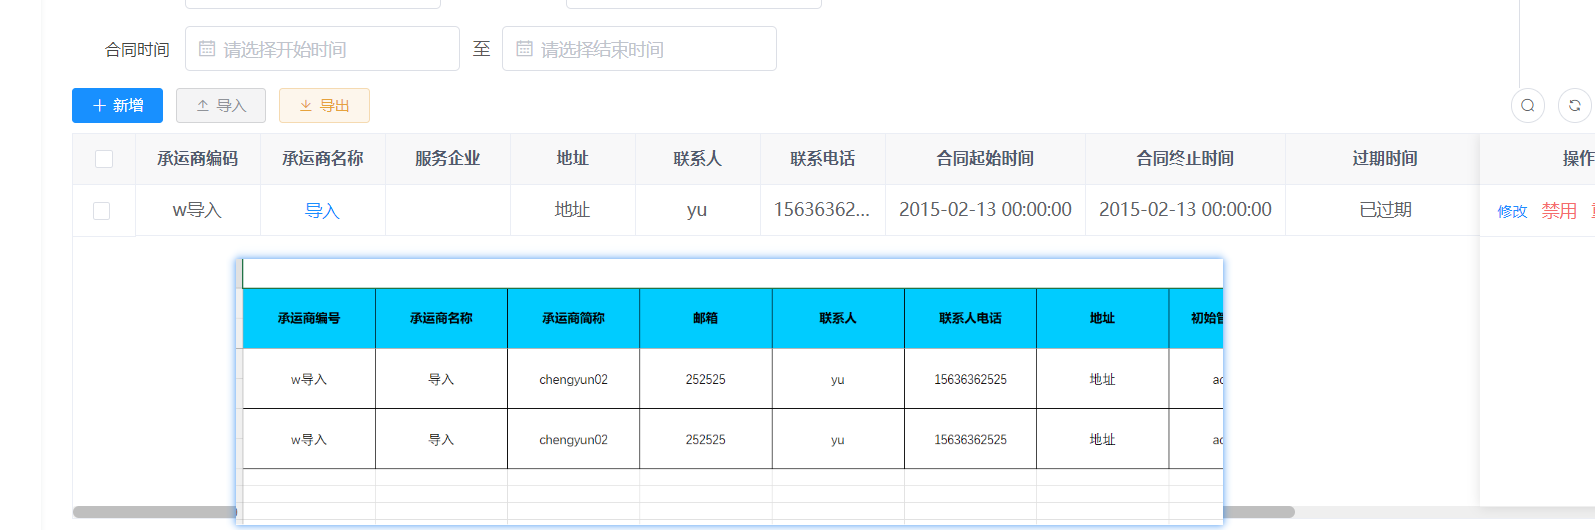 合同时间 请选择开始时间 至 请选择结束时间
新增 导入 导出
承运商编码 承运商名称 服务企业 地址 联系人 联系电话 合同起始时间 合同终止时间 过期时间 操作
w导入 导入 地址 yu 15636362... 2015-02-13 00:00:00 2015-02-13 00:00:00 已过期 修改 禁用
承运商编号 承运商名称 承运商简称 邮箱 联系人 联系人电话 地址 初始
w导入 导入 chengyun02 252525 yu 15636362525 地址
w导入 导入 chengyun02 252525 yu 15636362525 地址